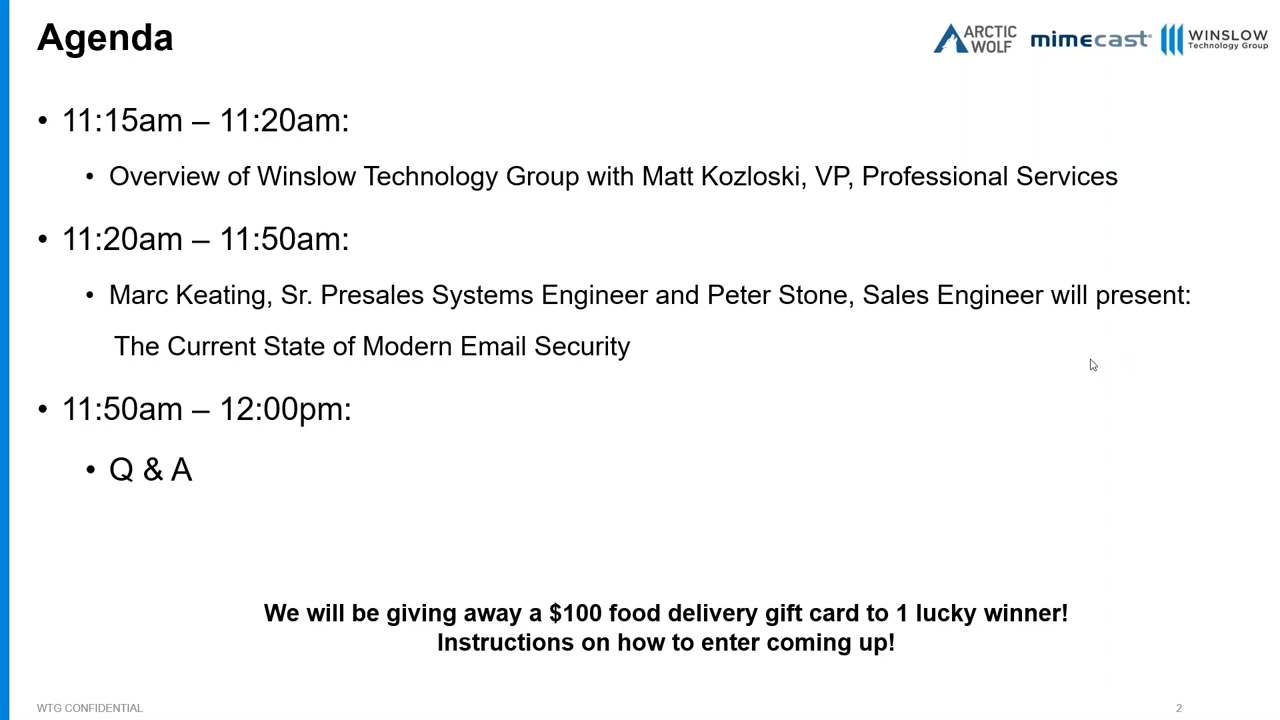 Agenda
ARCTIC
WOLF
mimecast®
WINSLOW
Technology Group
• 11:15am – 11:20am:
• Overview of Winslow Technology Group with Matt Kozloski, VP, Professional Services
• 11:20am – 11:50am:
• Marc Keating, Sr. Presales Systems Engineer and Peter Stone, Sales Engineer will present:
The Current State of Modern Email Security
• 11:50am – 12:00pm:
• Q & A
We will be giving away a $100 food delivery gift card to 1 lucky winner!
Instructions on how to enter coming up!
WTG CONFIDENTIAL
2